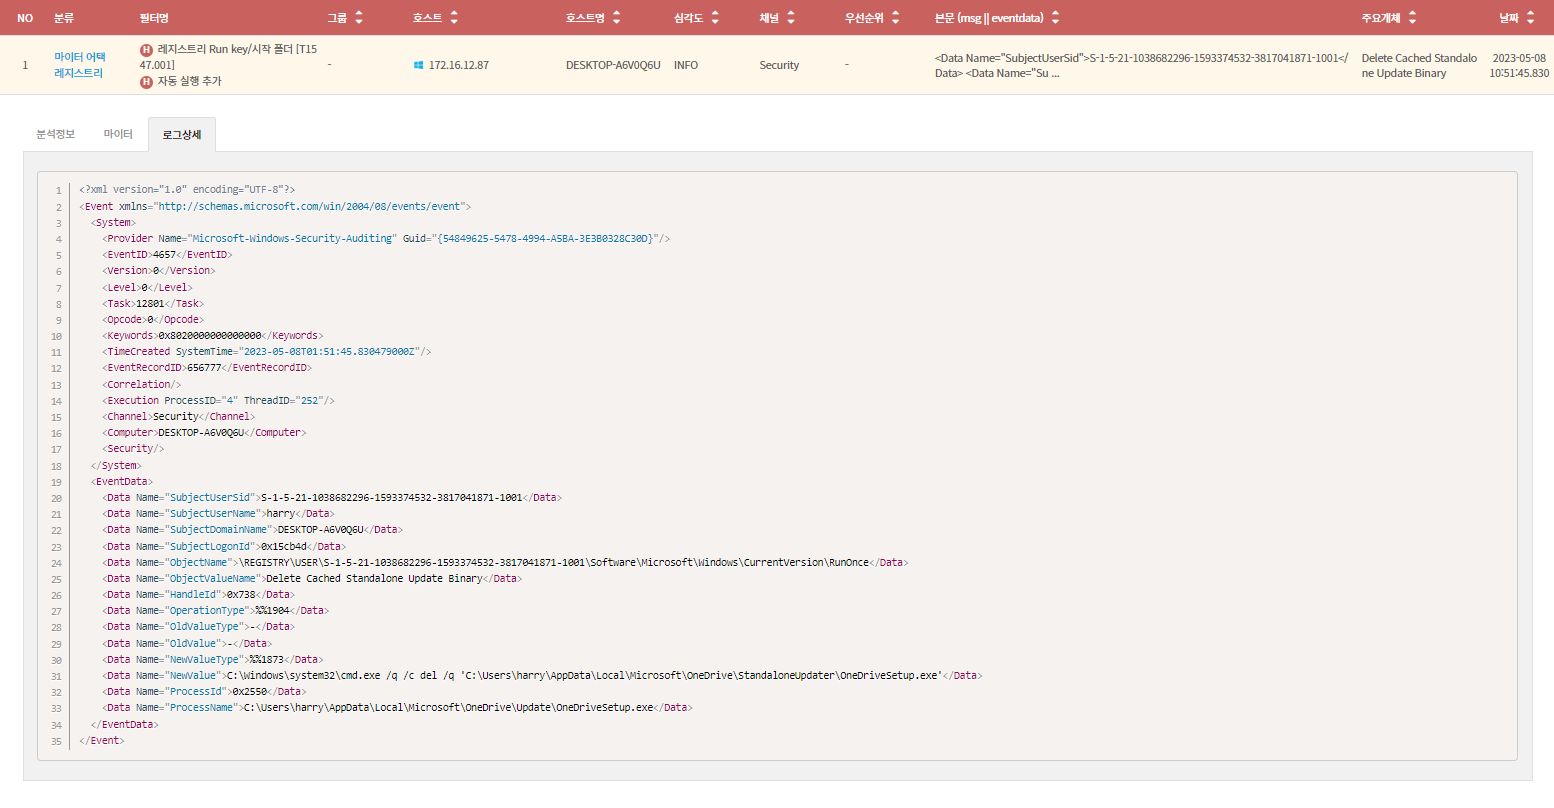 NO 분류 필터명 그룹 호스트 호스트명 심각도 채널 우선순위 본문 (msg || eventdata) 주요개체 날짜
1 마이터 어택 레지스트리 H 레지스트리 Run key/시작 폴더 [T1547.001] H 자동 실행 추가 - 172.16.12.87 DESKTOP-A6V0Q6U INFO Security - <Data Name="SubjectUserSid">S-1-5-21-1038682296-1593374532-3817041871-1001</Data> <Data Name="Su ... Delete Cached Standalone Update Binary 2023-05-08 10:51:45.830
분석정보 마이터 로그상세
1 <?xml version="1.0" encoding="UTF-8"?>
2 <Event xmlns="http://schemas.microsoft.com/win/2004/08/events/event">
3 <System>
4 <Provider Name="Microsoft-Windows-Security-Auditing" Guid="{54849625-5478-4994-A5BA-3E3B0328C30D}"/>
5 <EventID>4657</EventID>
6 <Version>0</Version>
7 <Level>0</Level>
8 <Task>12801</Task>
9 <Opcode>0</Opcode>
10 <Keywords>0x8020000000000000</Keywords>
11 <TimeCreated SystemTime="2023-05-08T01:51:45.830479000Z"/>
12 <EventRecordID>656777</EventRecordID>
13 <Correlation/>
14 <Execution ProcessID="4" ThreadID="252"/>
15 <Channel>Security</Channel>
16 <Computer>DESKTOP-A6V0Q6U</Computer>
17 <Security/>
18 </System>
19 <EventData>
20 <Data Name="SubjectUserSid">S-1-5-21-1038682296-1593374532-3817041871-1001</Data>
21 <Data Name="SubjectUserName">harry</Data>
22 <Data Name="SubjectDomainName">DESKTOP-A6V0Q6U</Data>
23 <Data Name="SubjectLogonId">0x15cb4d</Data>
24 <Data Name="ObjectName">\REGISTRY\USER\S-1-5-21-1038682296-1593374532-3817041871-1001\Software\Microsoft\Windows\CurrentVersion\RunOnce</Data>
25 <Data Name="ObjectValueName">Delete Cached Standalone Update Binary</Data>
26 <Data Name="HandleId">0x738</Data>
27 <Data Name="OperationType">%%1904</Data>
28 <Data Name="OldValueType">-</Data>
29 <Data Name="OldValue">-</Data>
30 <Data Name="NewValueType">%%1873</Data>
31 <Data Name="NewValue">C:\Windows\system32\cmd.exe /q /c del /q 'C:\Users\harry\AppData\Local\Microsoft\OneDrive\StandaloneUpdater\OneDriveSetup.exe'</Data>
32 <Data Name="ProcessId">0x2550</Data>
33 <Data Name="ProcessName">C:\Users\harry\AppData\Local\Microsoft\OneDrive\Update\OneDriveSetup.exe</Data>
34 </EventData>
35 </Event>